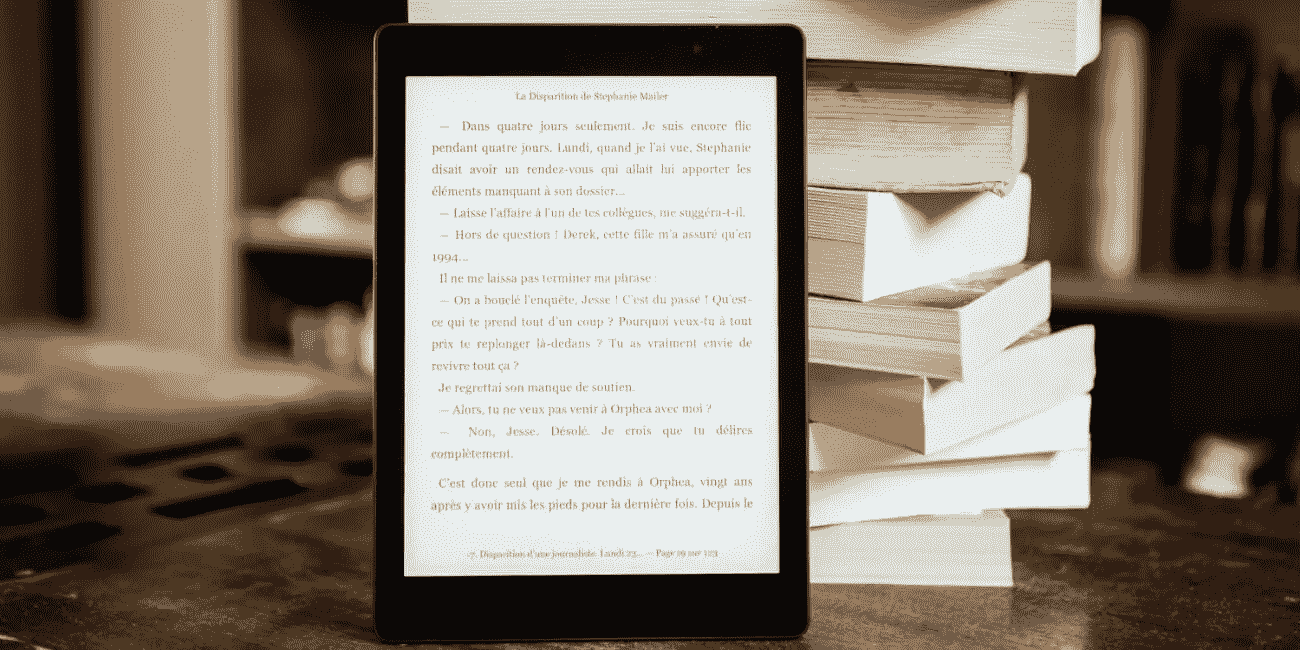 La Disparition de Stephanie Mailer
— Dans quatre jours seulement. Je suis encore flic
pendant quatre jours. Lundi, quand je l'ai vue, Stephanie
disait avoir un rendez-vous qui allait lui apporter les
éléments manquant à son dossier...
— Laisse l'affaire à l'un de tes collègues, me suggéra-t-il.
— Hors de question ! Derek, cette fille m'a assuré qu'en
1994...
Il ne me laissa pas terminer ma phrase :
— On a bouclé l'enquête, Jesse ! C'est du passé ! Qu'est-
ce qui te prend tout d'un coup ? Pourquoi veux-tu à tout
prix te replonger là-dedans ? Tu as vraiment envie de
revivre tout ça ?
Je regrettai son manque de soutien.
— Alors, tu ne veux pas venir à Orphea avec moi ?
— Non, Jesse. Désolé. Je crois que tu délires
complètement.
C'est donc seul que je me rendis à Orphea, vingt ans
après y avoir mis les pieds pour la dernière fois. Depuis le
-7. Disparition d'une journaliste. Lundi 23... — Page 19 sur 123